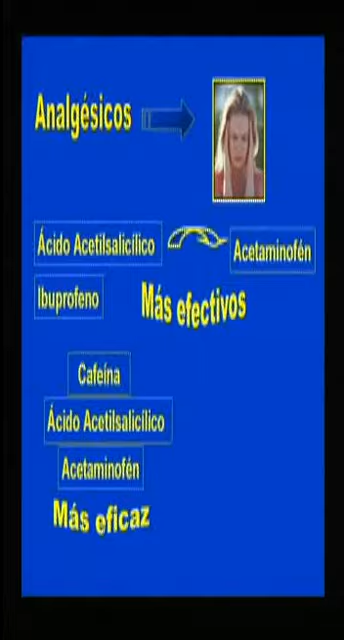 Analgésicos
Ácido Acetilsalicílico
Acetaminofén
Ibuprofeno
Más efectivos
Cafeína
Ácido Acetilsalicílico
Acetaminofén
Más eficaz